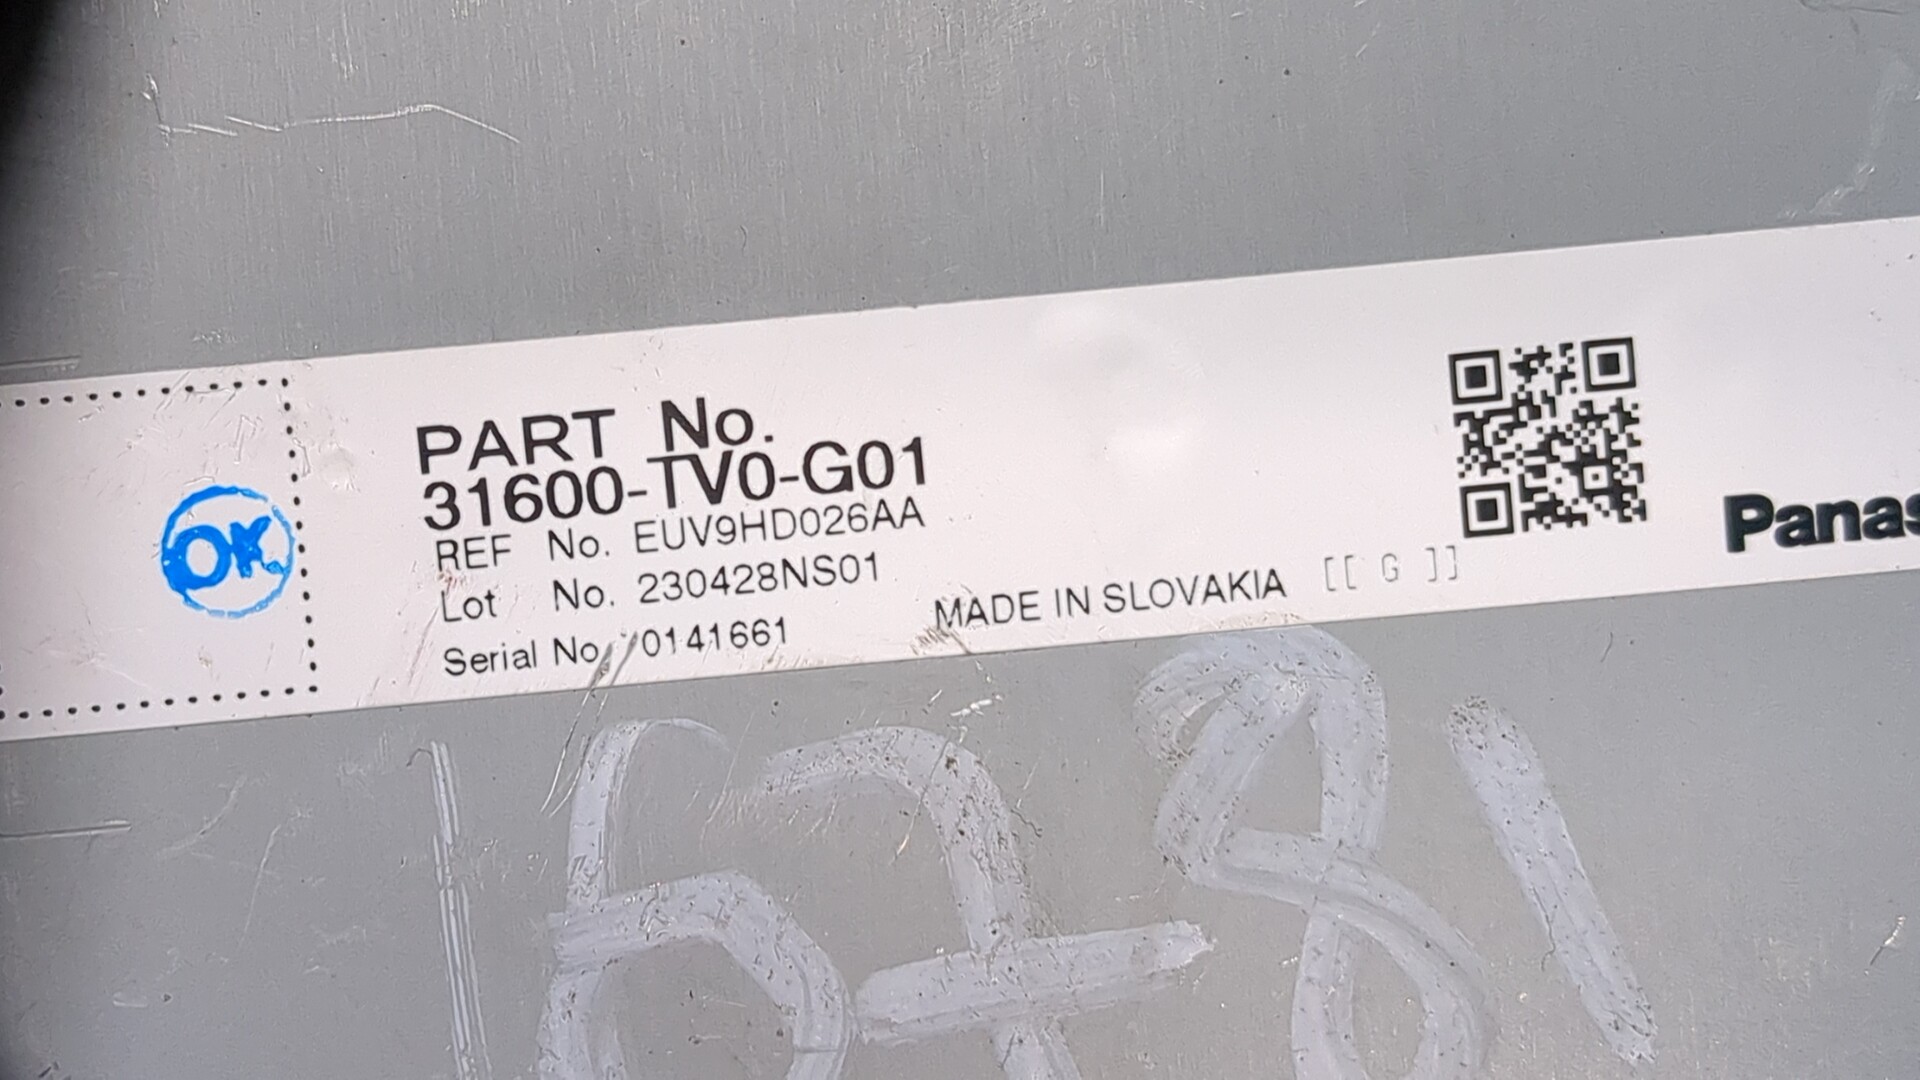 OK
PART No.
31600-TV0-G01
REF No. EUV9HD026AA
Lot No. 230428NS01
Serial No. 0141661
MADE IN SLOVAKIA [[ G ]]
Panas
16781